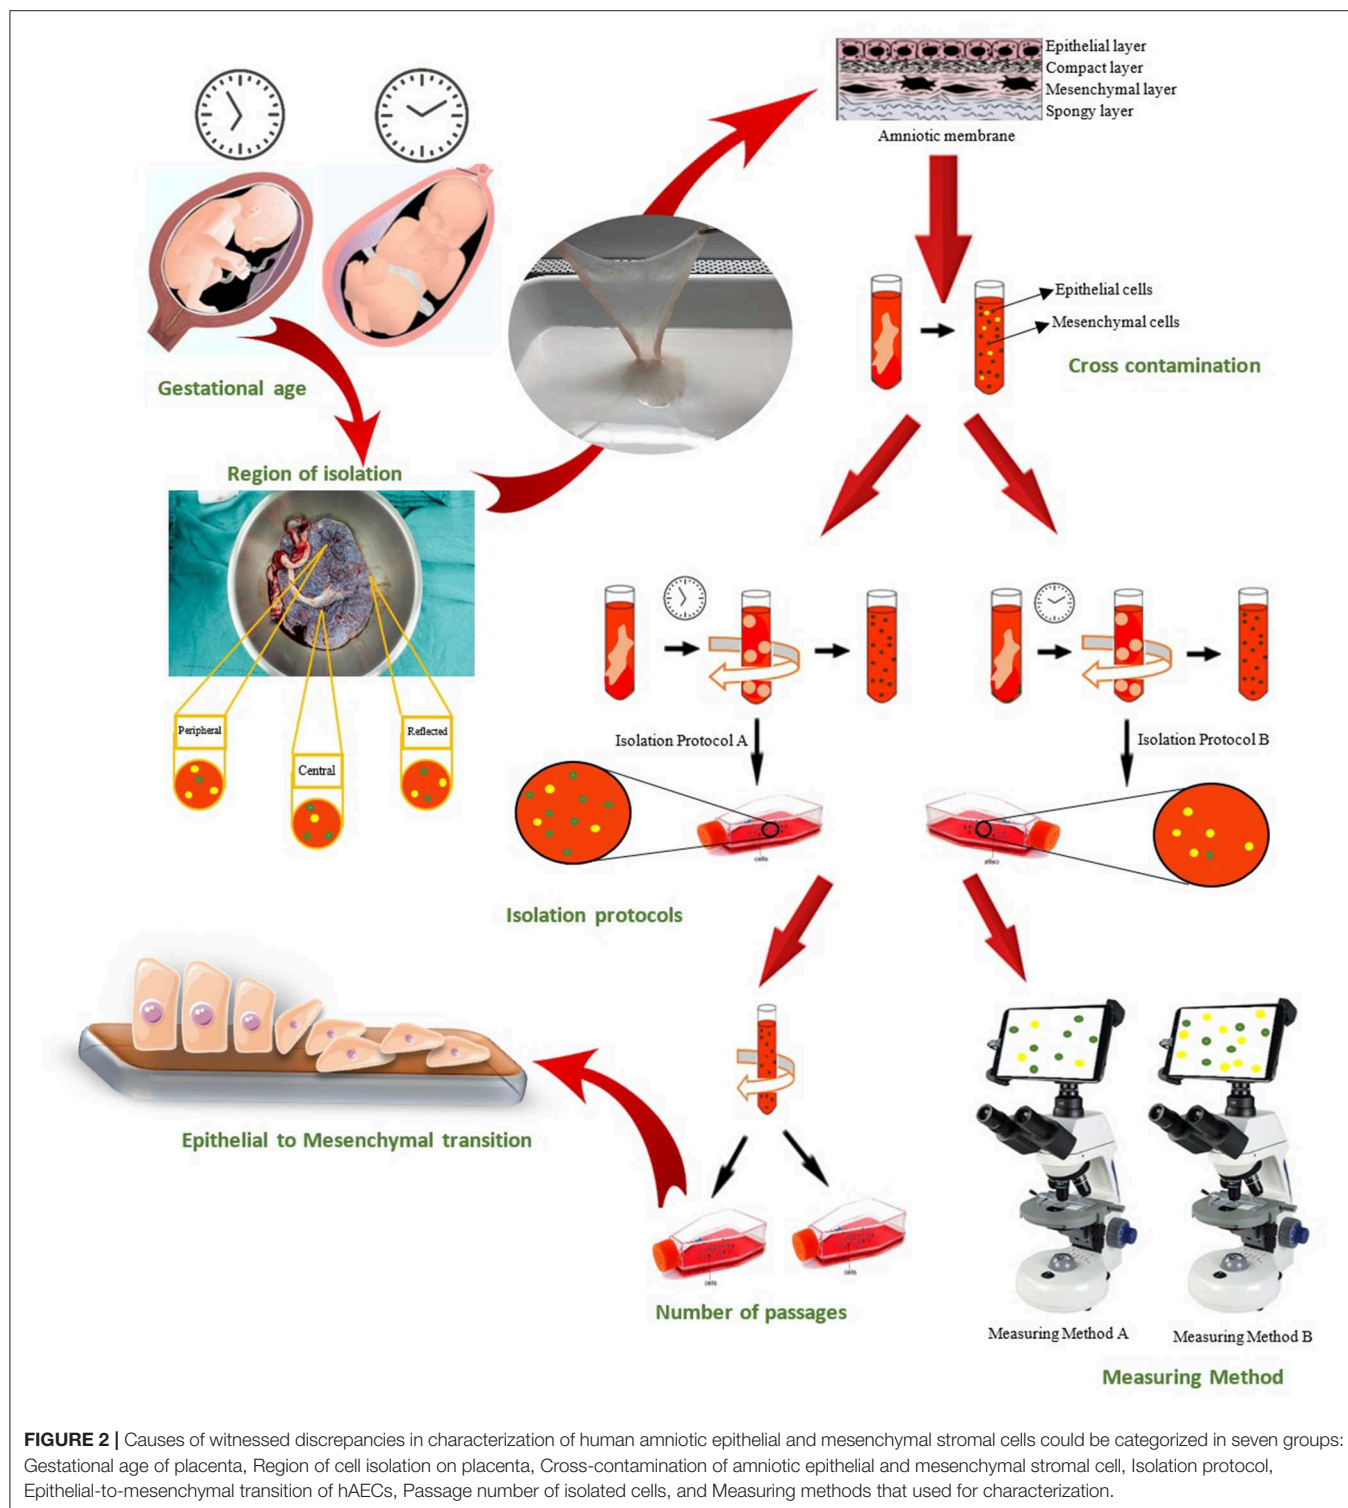 Epithelial layer
Compact layer
Mesenchymal layer
Spongy layer
Amniotic membrane
Epithelial cells
Mesenchymal cells
Cross contamination
Gestational age
Region of isolation
Peripheral
Central
Reflected
Isolation Protocol A
Isolation Protocol B
cells
cells
Isolation protocols
Epithelial to Mesenchymal transition
cells
cells
Number of passages
Measuring Method A
Measuring Method B
Measuring Method
FIGURE 2 | Causes of witnessed discrepancies in characterization of human amniotic epithelial and mesenchymal stromal cells could be categorized in seven groups:
Gestational age of placenta, Region of cell isolation on placenta, Cross-contamination of amniotic epithelial and mesenchymal stromal cell, Isolation protocol,
Epithelial-to-mesenchymal transition of hAECs, Passage number of isolated cells, and Measuring methods that used for characterization.